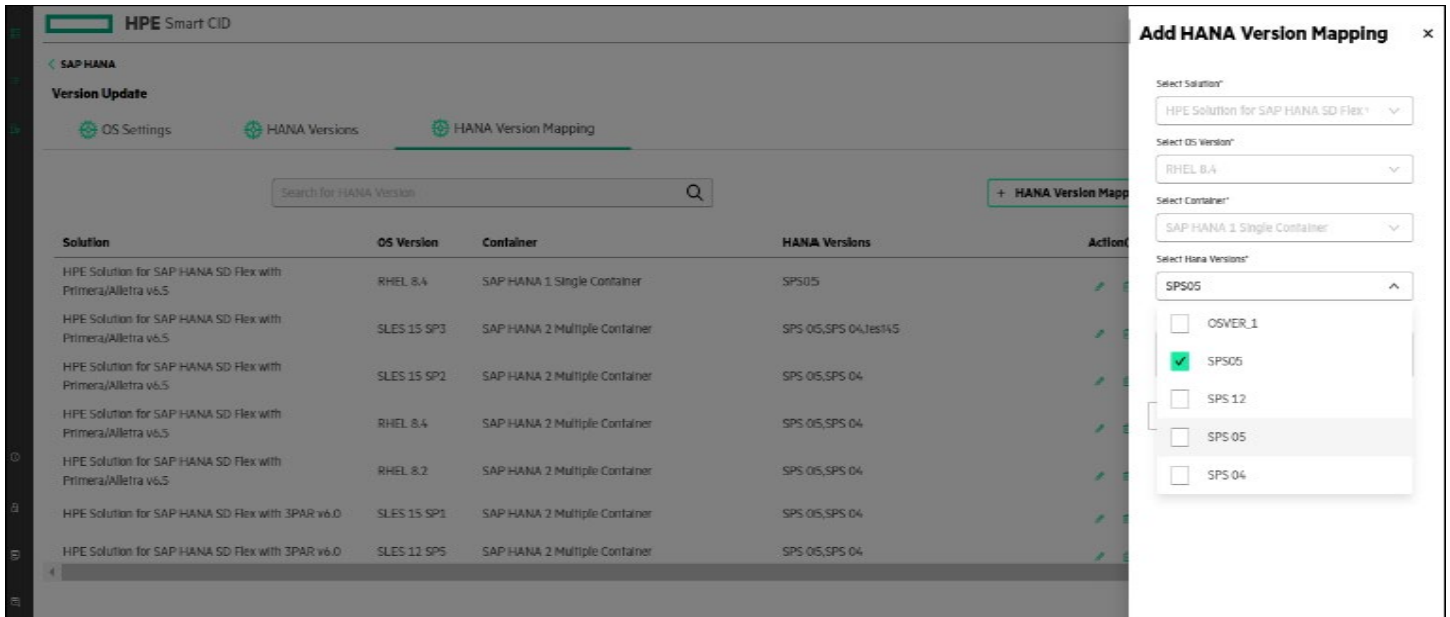 HPE Smart CID
SAP HANA
Version Update
OS Settings
HANA Versions
HANA Version Mapping
Search for HANA Version
+ HANA Version Mapp
Solution
OS Version
Container
HANA Versions
Action
HPE Solution for SAP HANA SD Flex with
Primera/Alletra v6.5
RHEL 8.4
SAP HANA 1 Single Container
SPS05
HPE Solution for SAP HANA SD Flex with
Primera/Alletra v6.5
SLES 15 SP3
SAP HANA 2 Multiple Container
SPS 05,SPS 04,test45
HPE Solution for SAP HANA SD Flex with
Primera/Alletra v6.5
SLES 15 SP2
SAP HANA 2 Multiple Container
SPS 05,SPS 04
HPE Solution for SAP HANA SD Flex with
Primera/Alletra v6.5
RHEL 8.4
SAP HANA 2 Multiple Container
SPS 05,SPS 04
HPE Solution for SAP HANA SD Flex with
Primera/Alletra v6.5
RHEL 8.2
SAP HANA 2 Multiple Container
SPS 05,SPS 04
HPE Solution for SAP HANA SD Flex with 3PAR v6.0
SLES 15 SP1
SAP HANA 2 Multiple Container
SPS 05,SPS 04
HPE Solution for SAP HANA SD Flex with 3PAR v6.0
SLES 12 SP5
SAP HANA 2 Multiple Container
SPS 05,SPS 04
Add HANA Version Mapping
Select Solution*
HPE Solution for SAP HANA SD Flex
Select OS Version*
RHEL 8.4
Select Container*
SAP HANA 1 Single Container
Select Hana Versions*
SPS05
OSVER_1
SPS05
SPS 12
SPS 05
SPS 04